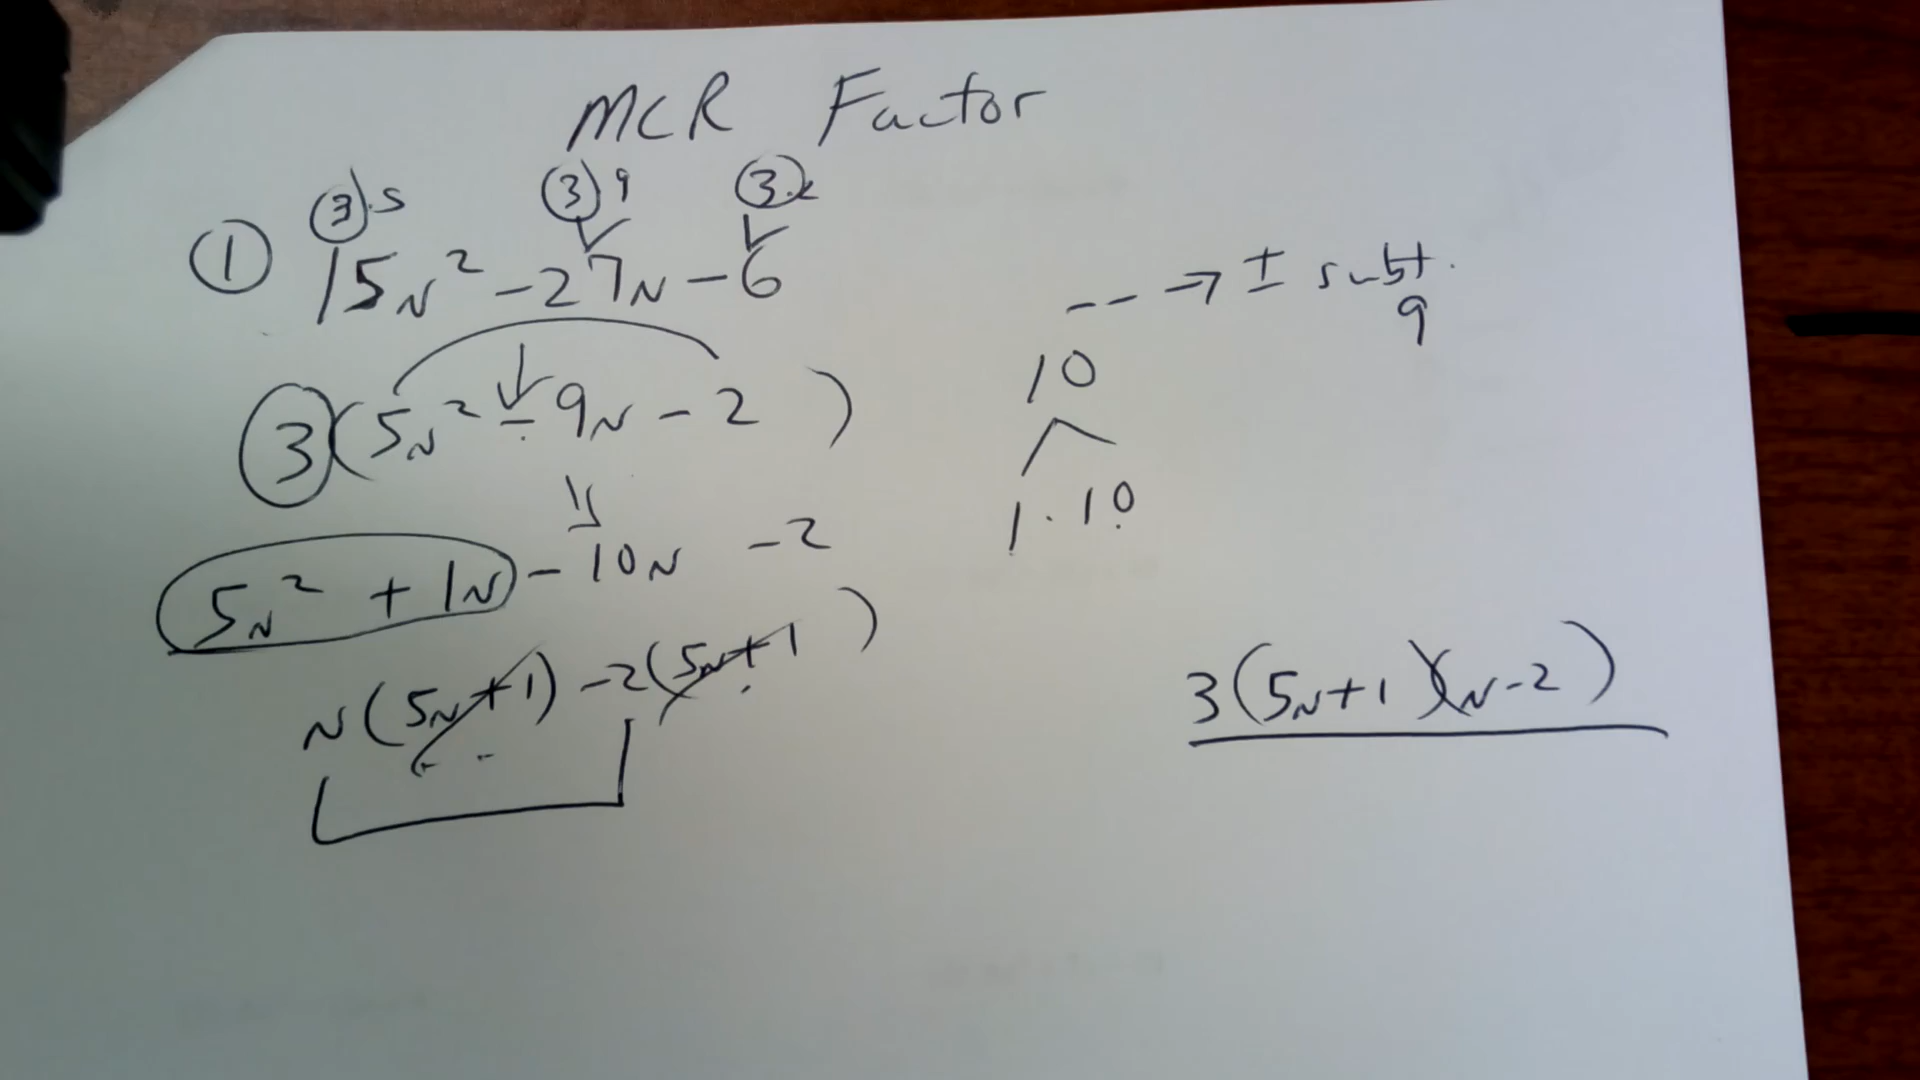 MCR Factor
3.5 3.9 3.2
① 15N² - 27N - 6
-- → ± subt.
9
3(5N² - 9N - 2)
10
1 . 10
5N² + 1N - 10N - 2
N(5N+1) - 2(5N+1)
3(5N+1)(N-2)